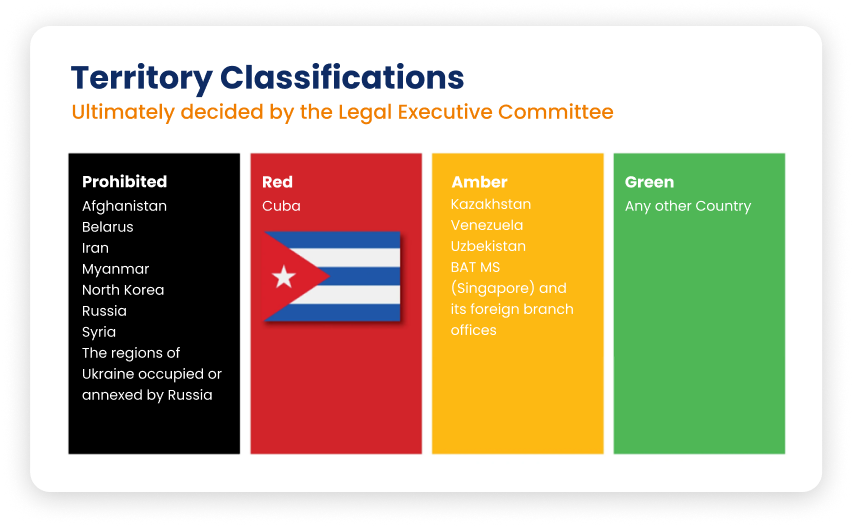 Territory Classifications
Ultimately decided by the Legal Executive Committee
Prohibited
Afghanistan
Belarus
Iran
Myanmar
North Korea
Russia
Syria
The regions of
Ukraine occupied or
annexed by Russia
Red
Cuba
Amber
Kazakhstan
Venezuela
Uzbekistan
BAT MS
(Singapore) and
its foreign branch
offices
Green
Any other Country